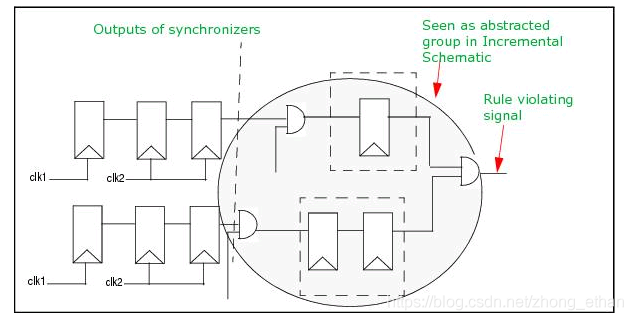 Outputs of synchronizers
Seen as abstracted
group in Incremental
Schematic
Rule violating
signal
clk1
clk2
clk1
clk2
https://blog.csdn.net/zhong_ethan